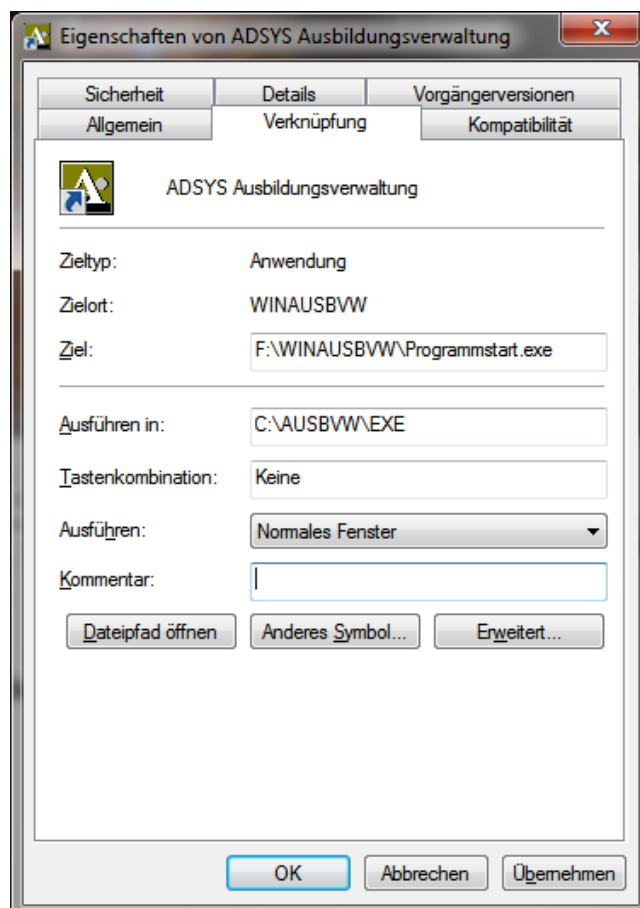 Eigenschaften von ADSYS Ausbildungsverwaltung
Sicherheit Details Vorgängerversionen
Allgemein Verknüpfung Kompatibilität
ADSYS Ausbildungsverwaltung
Zieltyp: Anwendung
Zielort: WINAUSBVW
Ziel: F:\WINAUSBVW\Programmstart.exe
Ausführen in: C:\AUSBVW\EXE
Tastenkombination: Keine
Ausführen: Normales Fenster
Kommentar:
Dateipfad öffnen Anderes Symbol... Erweitert...
OK Abbrechen Übernehmen